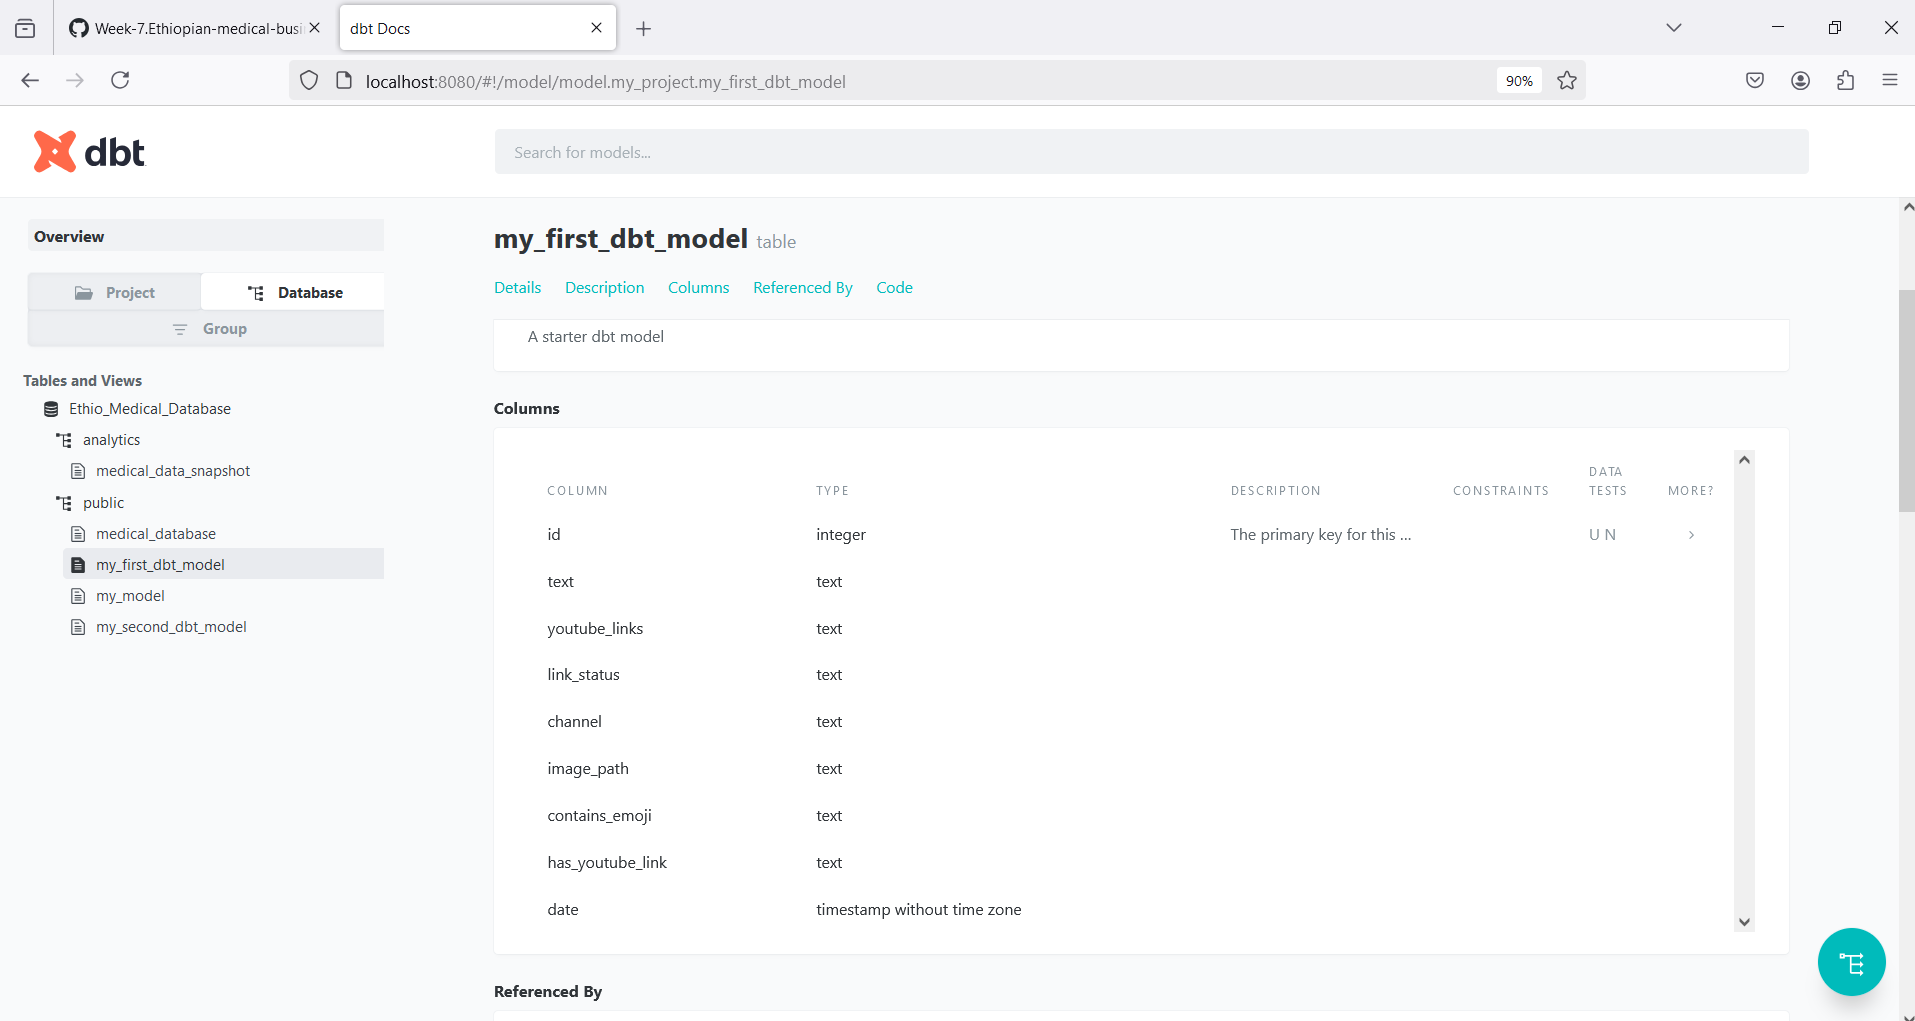 Week-7.Ethiopian-medical-busi
dbt Docs
localhost:8080/#!/model/model.my_project.my_first_dbt_model
90%
dbt
Search for models...
Overview
Project
Database
Group
Tables and Views
Ethio_Medical_Database
analytics
medical_data_snapshot
public
medical_database
my_first_dbt_model
my_model
my_second_dbt_model
my_first_dbt_model table
Details Description Columns Referenced By Code
A starter dbt model
Columns
COLUMN TYPE DESCRIPTION CONSTRAINTS DATA TESTS MORE?
id integer The primary key for this ... U N
text text
youtube_links text
link_status text
channel text
image_path text
contains_emoji text
has_youtube_link text
date timestamp without time zone
Referenced By